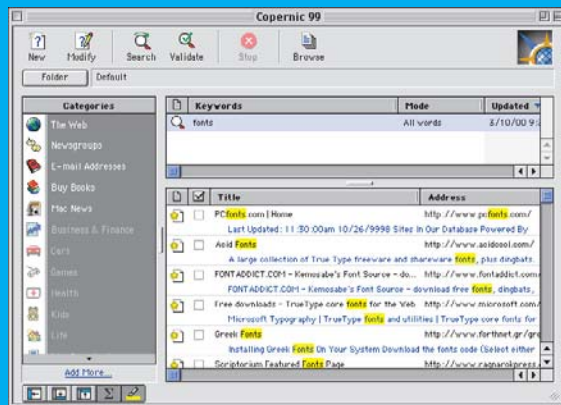 Copernic 99
New Modify Search Validate Stop Browse
Folder Default
Categories
The Web
Newsgroups
E-mail Addresses
Buy Books
Mac News
Business & Finance
Cars
Games
Health
Kids
Life
Add More...
Keywords Mode Updated
fonts All words 3/10/00 9:
Title Address
PCfonts.com | Home http://www.pcfonts.com/
Last Updated: 11:30:00am 10/26/9998 Sites In Our Database Powered By
Acid Fonts http://www.acidcool.com/
A large collection of True Type freeware and shareware fonts, plus dingbats.
FONTADDICT.COM - Kemosabe's Font Source - do... http://www.fontaddict.com/
FONTADDICT.COM - Kemosabe's Font Source - download free fonts, dingbats,
Free downloads - TrueType core fonts for the Web http://www.microsoft.com/
Microsoft Typography | TrueType fonts and utilities | TrueType core fonts for
Greek Fonts http://www.forthnet.gr/gre
Installing Greek Fonts On Your System Download the fonts code (Select either
Scriptorium Featured Fonts Page http://www.ragnarokpress.